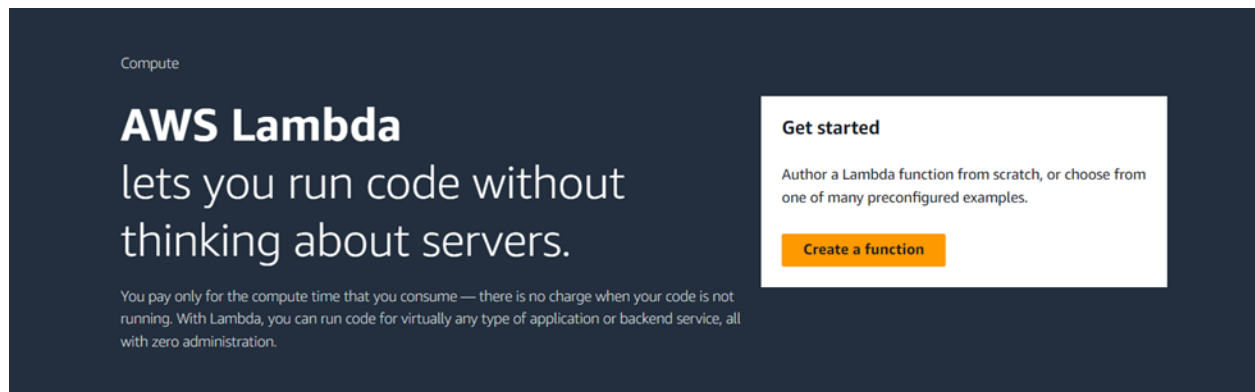 Compute
AWS Lambda
lets you run code without
thinking about servers.
You pay only for the compute time that you consume — there is no charge when your code is not
running. With Lambda, you can run code for virtually any type of application or backend service, all
with zero administration.
Get started
Author a Lambda function from scratch, or choose from
one of many preconfigured examples.
Create a function